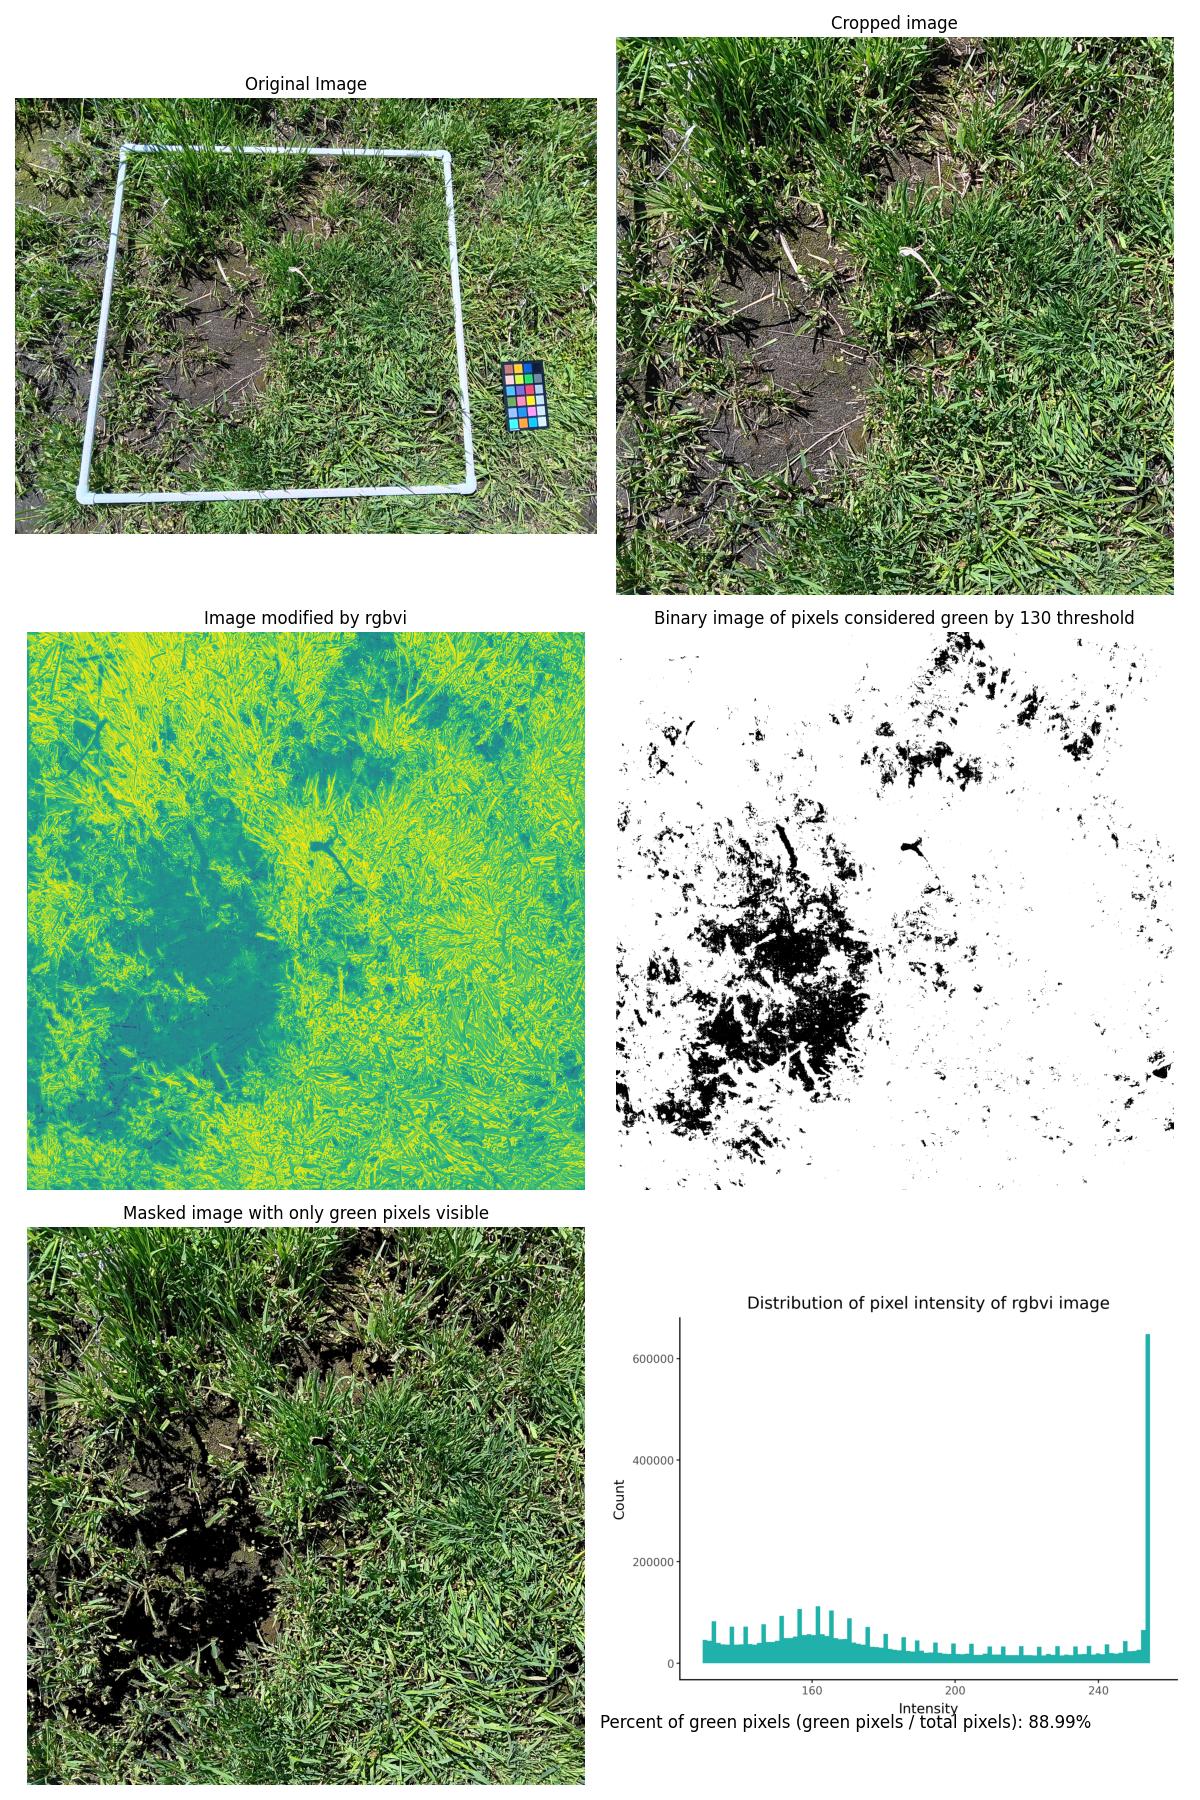 Original Image
Cropped image
Image modified by rgbvi
Binary image of pixels considered green by 130 threshold
Masked image with only green pixels visible
Distribution of pixel intensity of rgbvi image
600000
400000
200000
0
Count
160
200
240
Intensity
Percent of green pixels (green pixels / total pixels): 88.99%